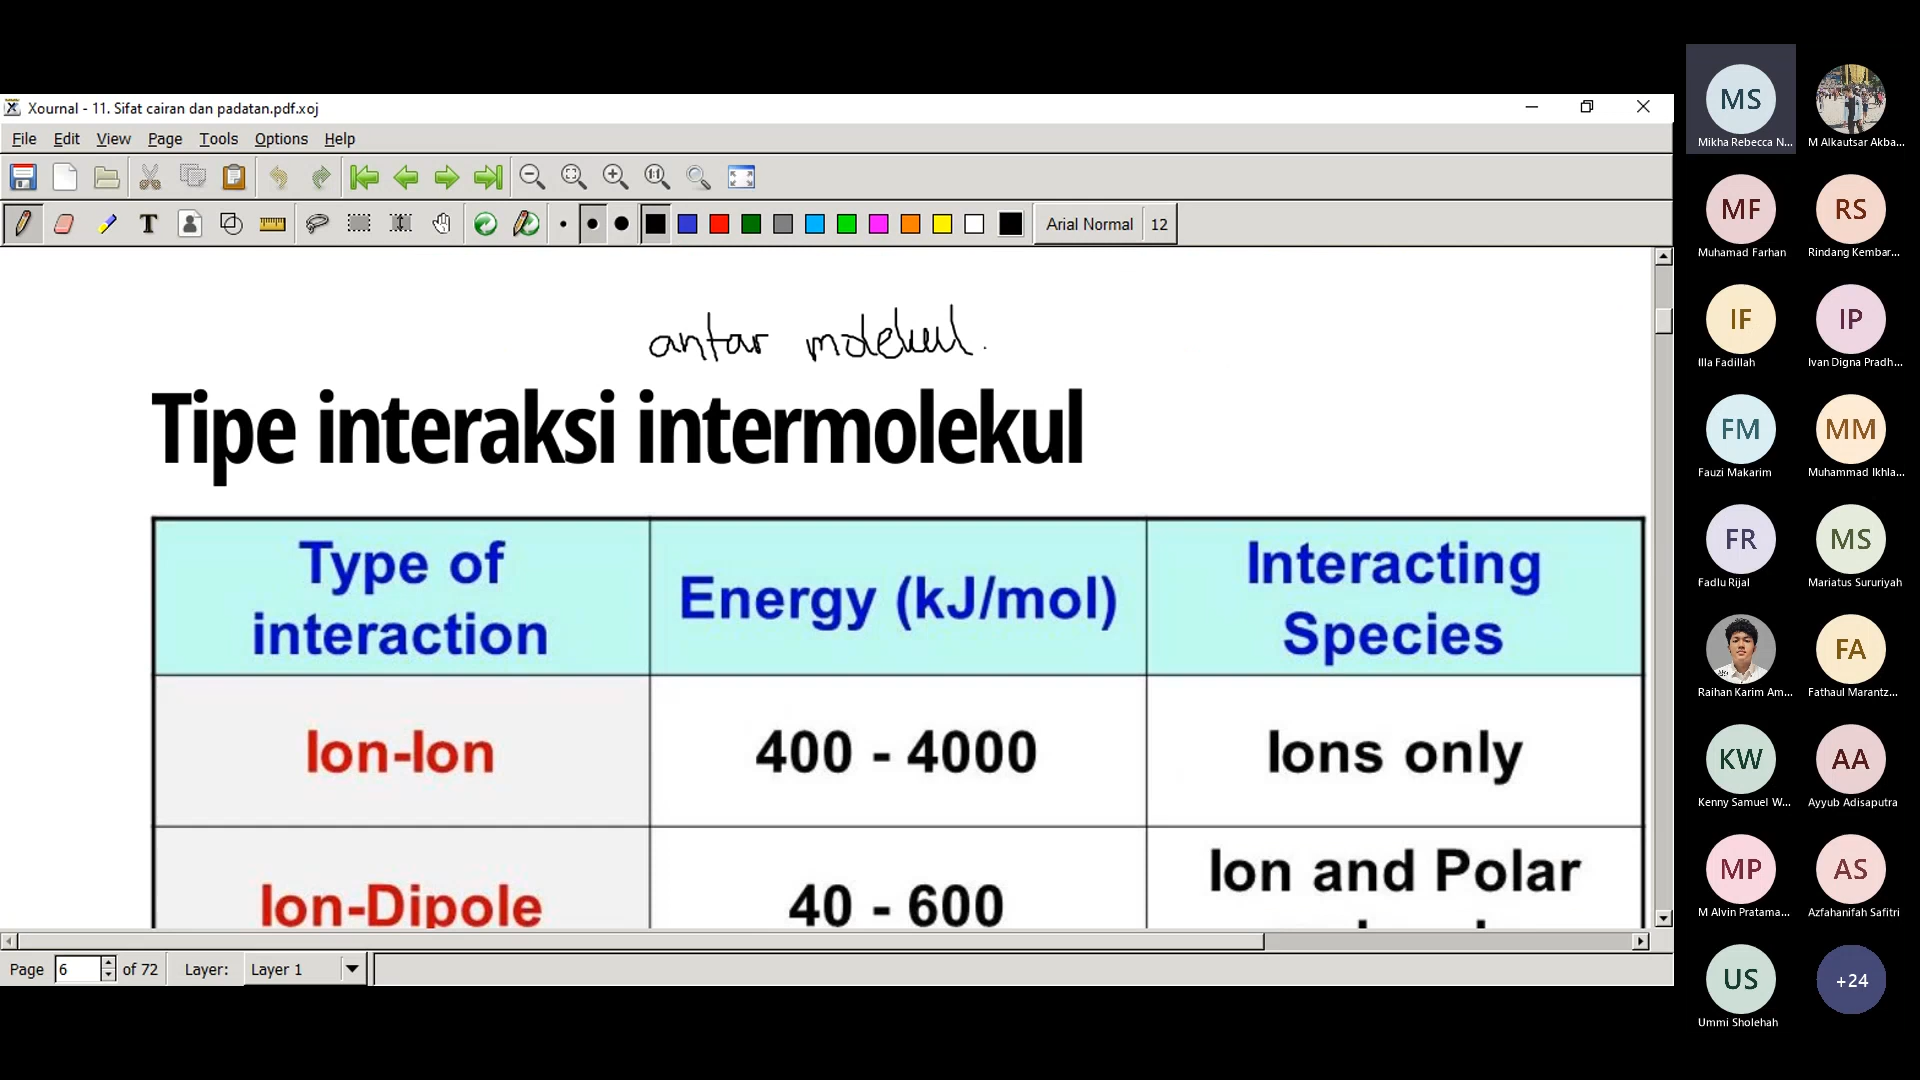 Xournal - 11. Sifat cairan dan padatan.pdf.xoj
File Edit View Page Tools Options Help
Arial Normal 12
antar molekul.
Tipe interaksi intermolekul
Type of interaction
Energy (kJ/mol)
Interacting Species
Ion-Ion
400 - 4000
Ions only
Ion-Dipole
40 - 600
Ion and Polar
Page 6 of 72 Layer: Layer 1
MS
Mikha Rebecca N...
M Alkautsar Akba...
MF
Muhamad Farhan
RS
Rindang Kembar...
IF
Illa Fadillah
IP
Ivan Digna Pradh...
FM
Fauzi Makarim
MM
Muhammad Ikhla...
FR
Fadlu Rijal
MS
Mariatus Sururiyah
Raihan Karim Am...
FA
Fathaul Marantz...
KW
Kenny Samuel W...
AA
Ayyub Adisaputra
MP
M Alvin Pratama...
AS
Azfahanifah Safitri
US
Ummi Sholehah
+24